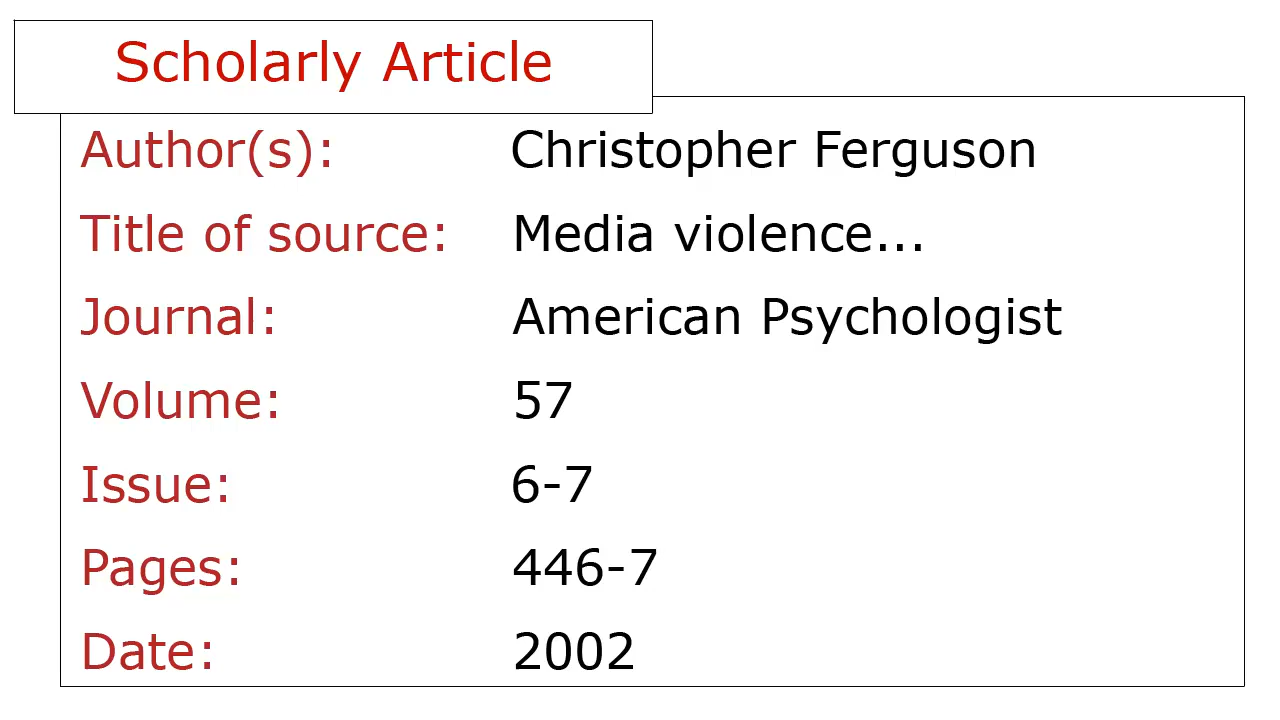 Scholarly Article
Author(s): Christopher Ferguson
Title of source: Media violence...
Journal: American Psychologist
Volume: 57
Issue: 6-7
Pages: 446-7
Date: 2002